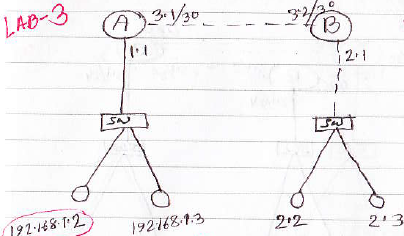 LAB-3
A 3.1/30 3.2/30 B
1.1 2.1
SW SW
192.168.1.2 192.168.1.3 2.2 2.3